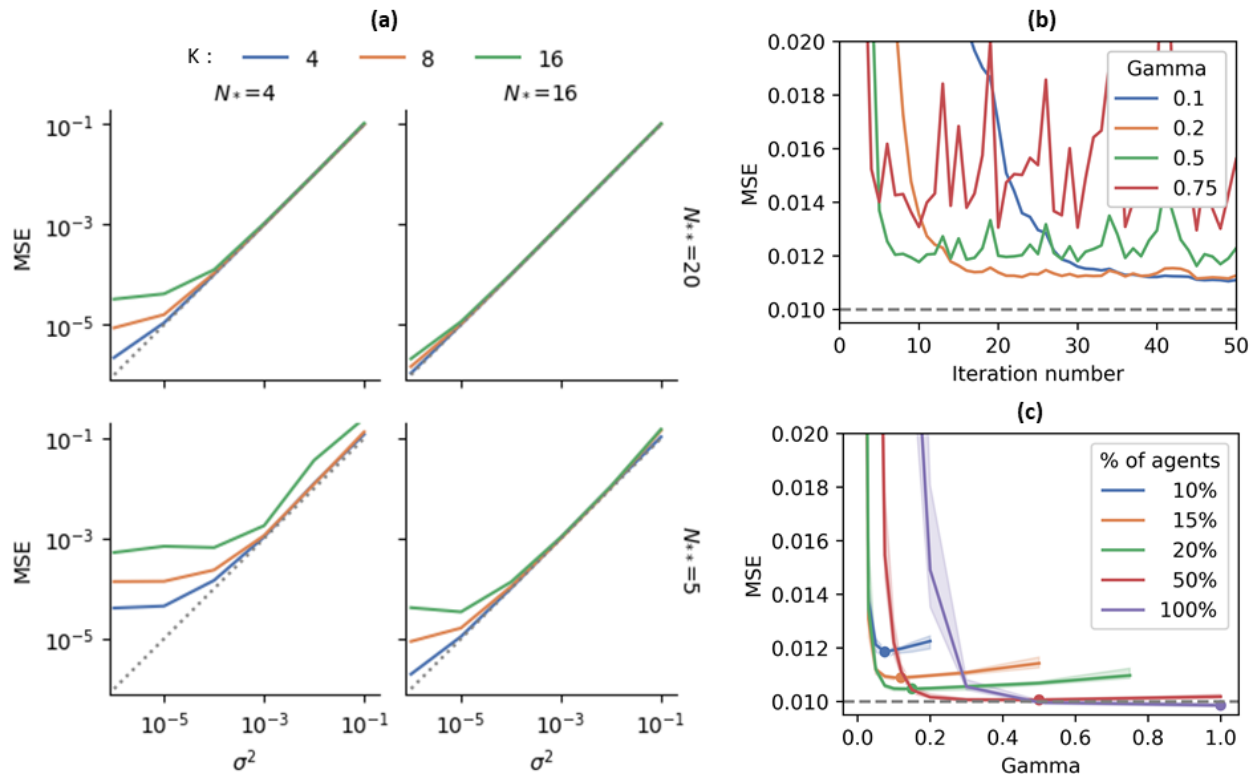 (a)
K : 4 8 16
N*=4 N*=16
10⁻¹
10⁻³
10⁻⁵
MSE
N**=20
10⁻¹
10⁻³
10⁻⁵
MSE
N**=5
10⁻⁵ 10⁻³ 10⁻¹ 10⁻⁵ 10⁻³ 10⁻¹
σ² σ²
(b)
0.020
0.018
0.016
0.014
0.012
0.010
MSE
Gamma
0.1
0.2
0.5
0.75
0 10 20 30 40 50
Iteration number
(c)
0.020
0.018
0.016
0.014
0.012
0.010
MSE
% of agents
10%
15%
20%
50%
100%
0.0 0.2 0.4 0.6 0.8 1.0
Gamma